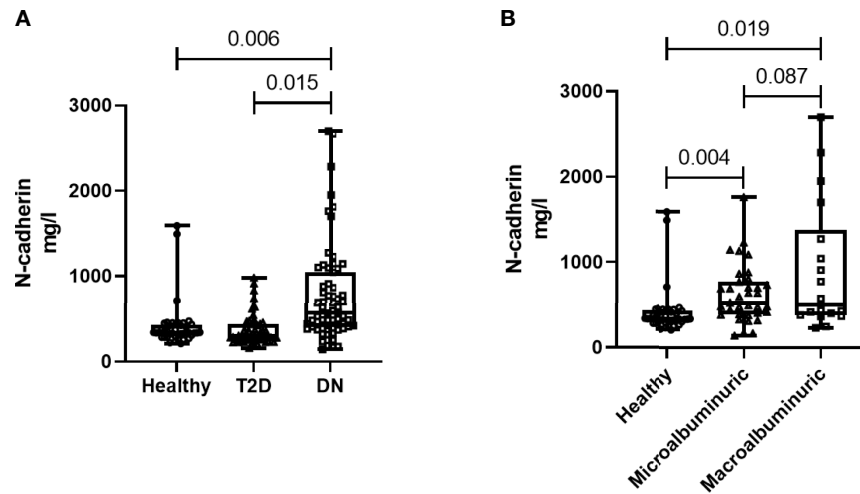 A
0.006
0.015
3000
2000
1000
0
N-cadherin
mg/l
Healthy
T2D
DN
B
0.019
0.087
0.004
3000
2000
1000
0
N-cadherin
mg/l
Healthy
Microalbuminuric
Macroalbuminuric